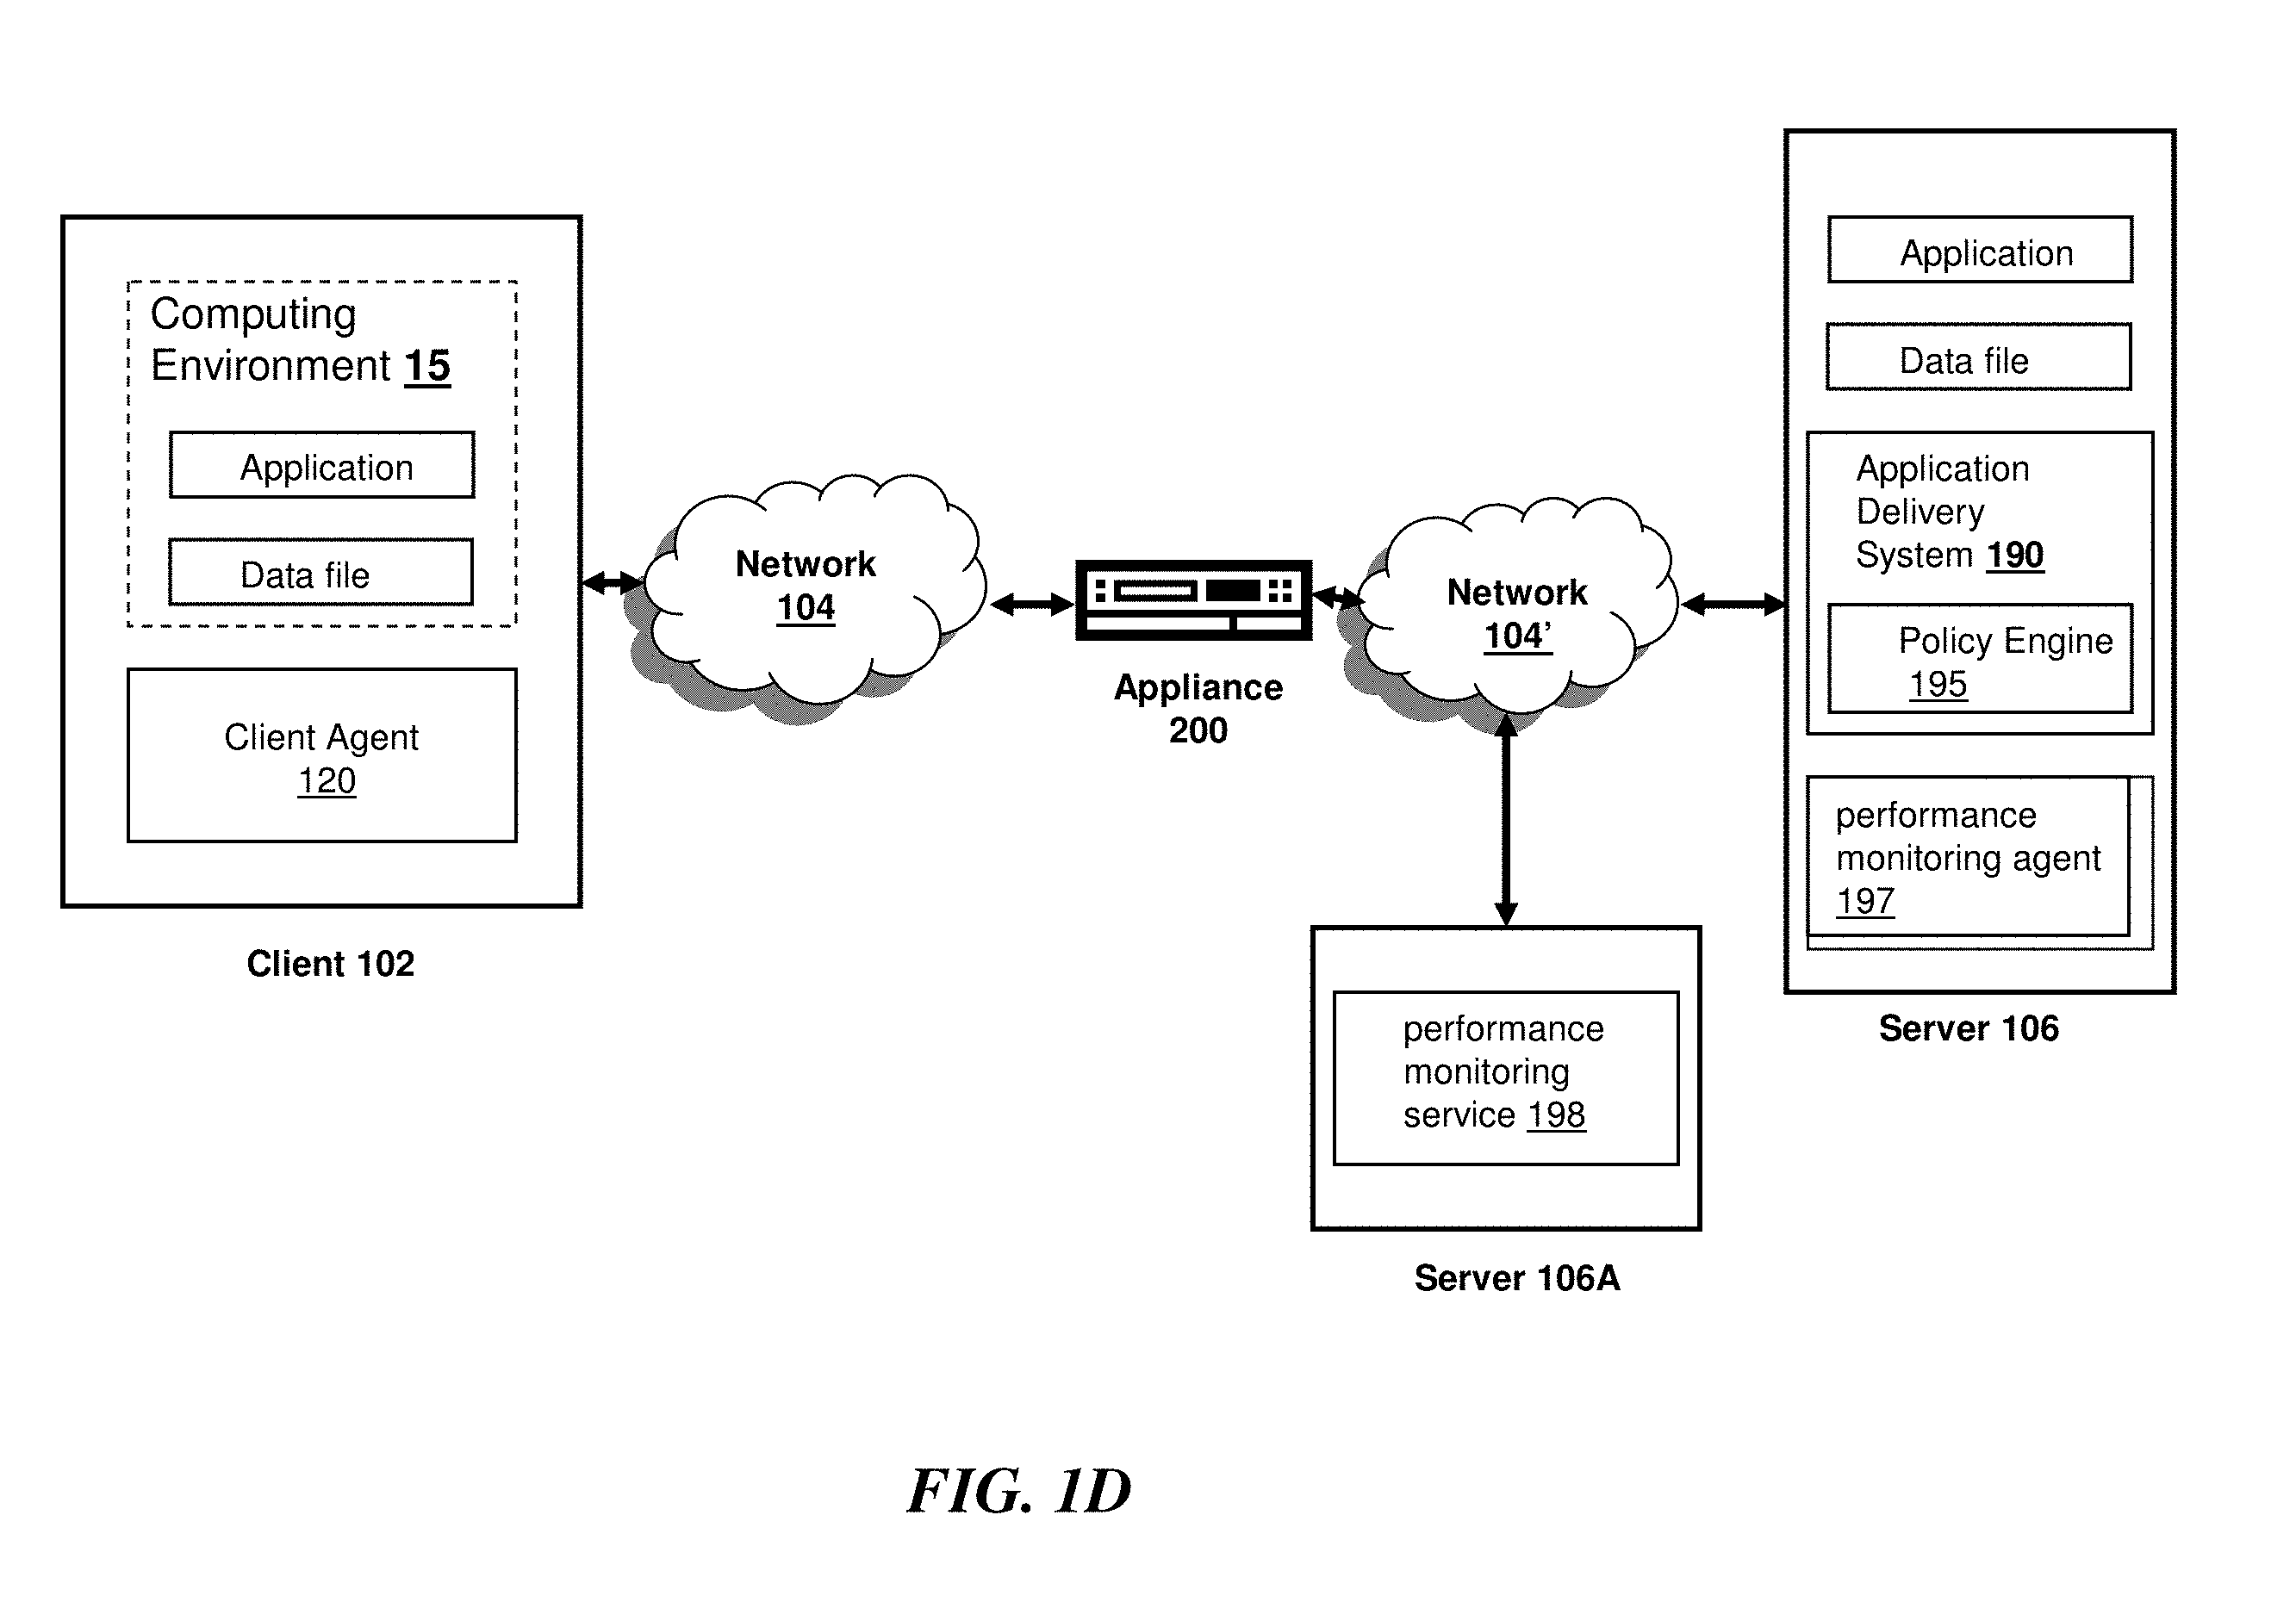 Computing
Environment 15
Application
Data file
Client Agent
120
Client 102
Network
104
Appliance
200
Network
104’
performance
monitoring
service 198
Server 106A
Application
Data file
Application
Delivery
System 190
Policy Engine
195
performance
monitoring agent
197
Server 106
FIG. 1D